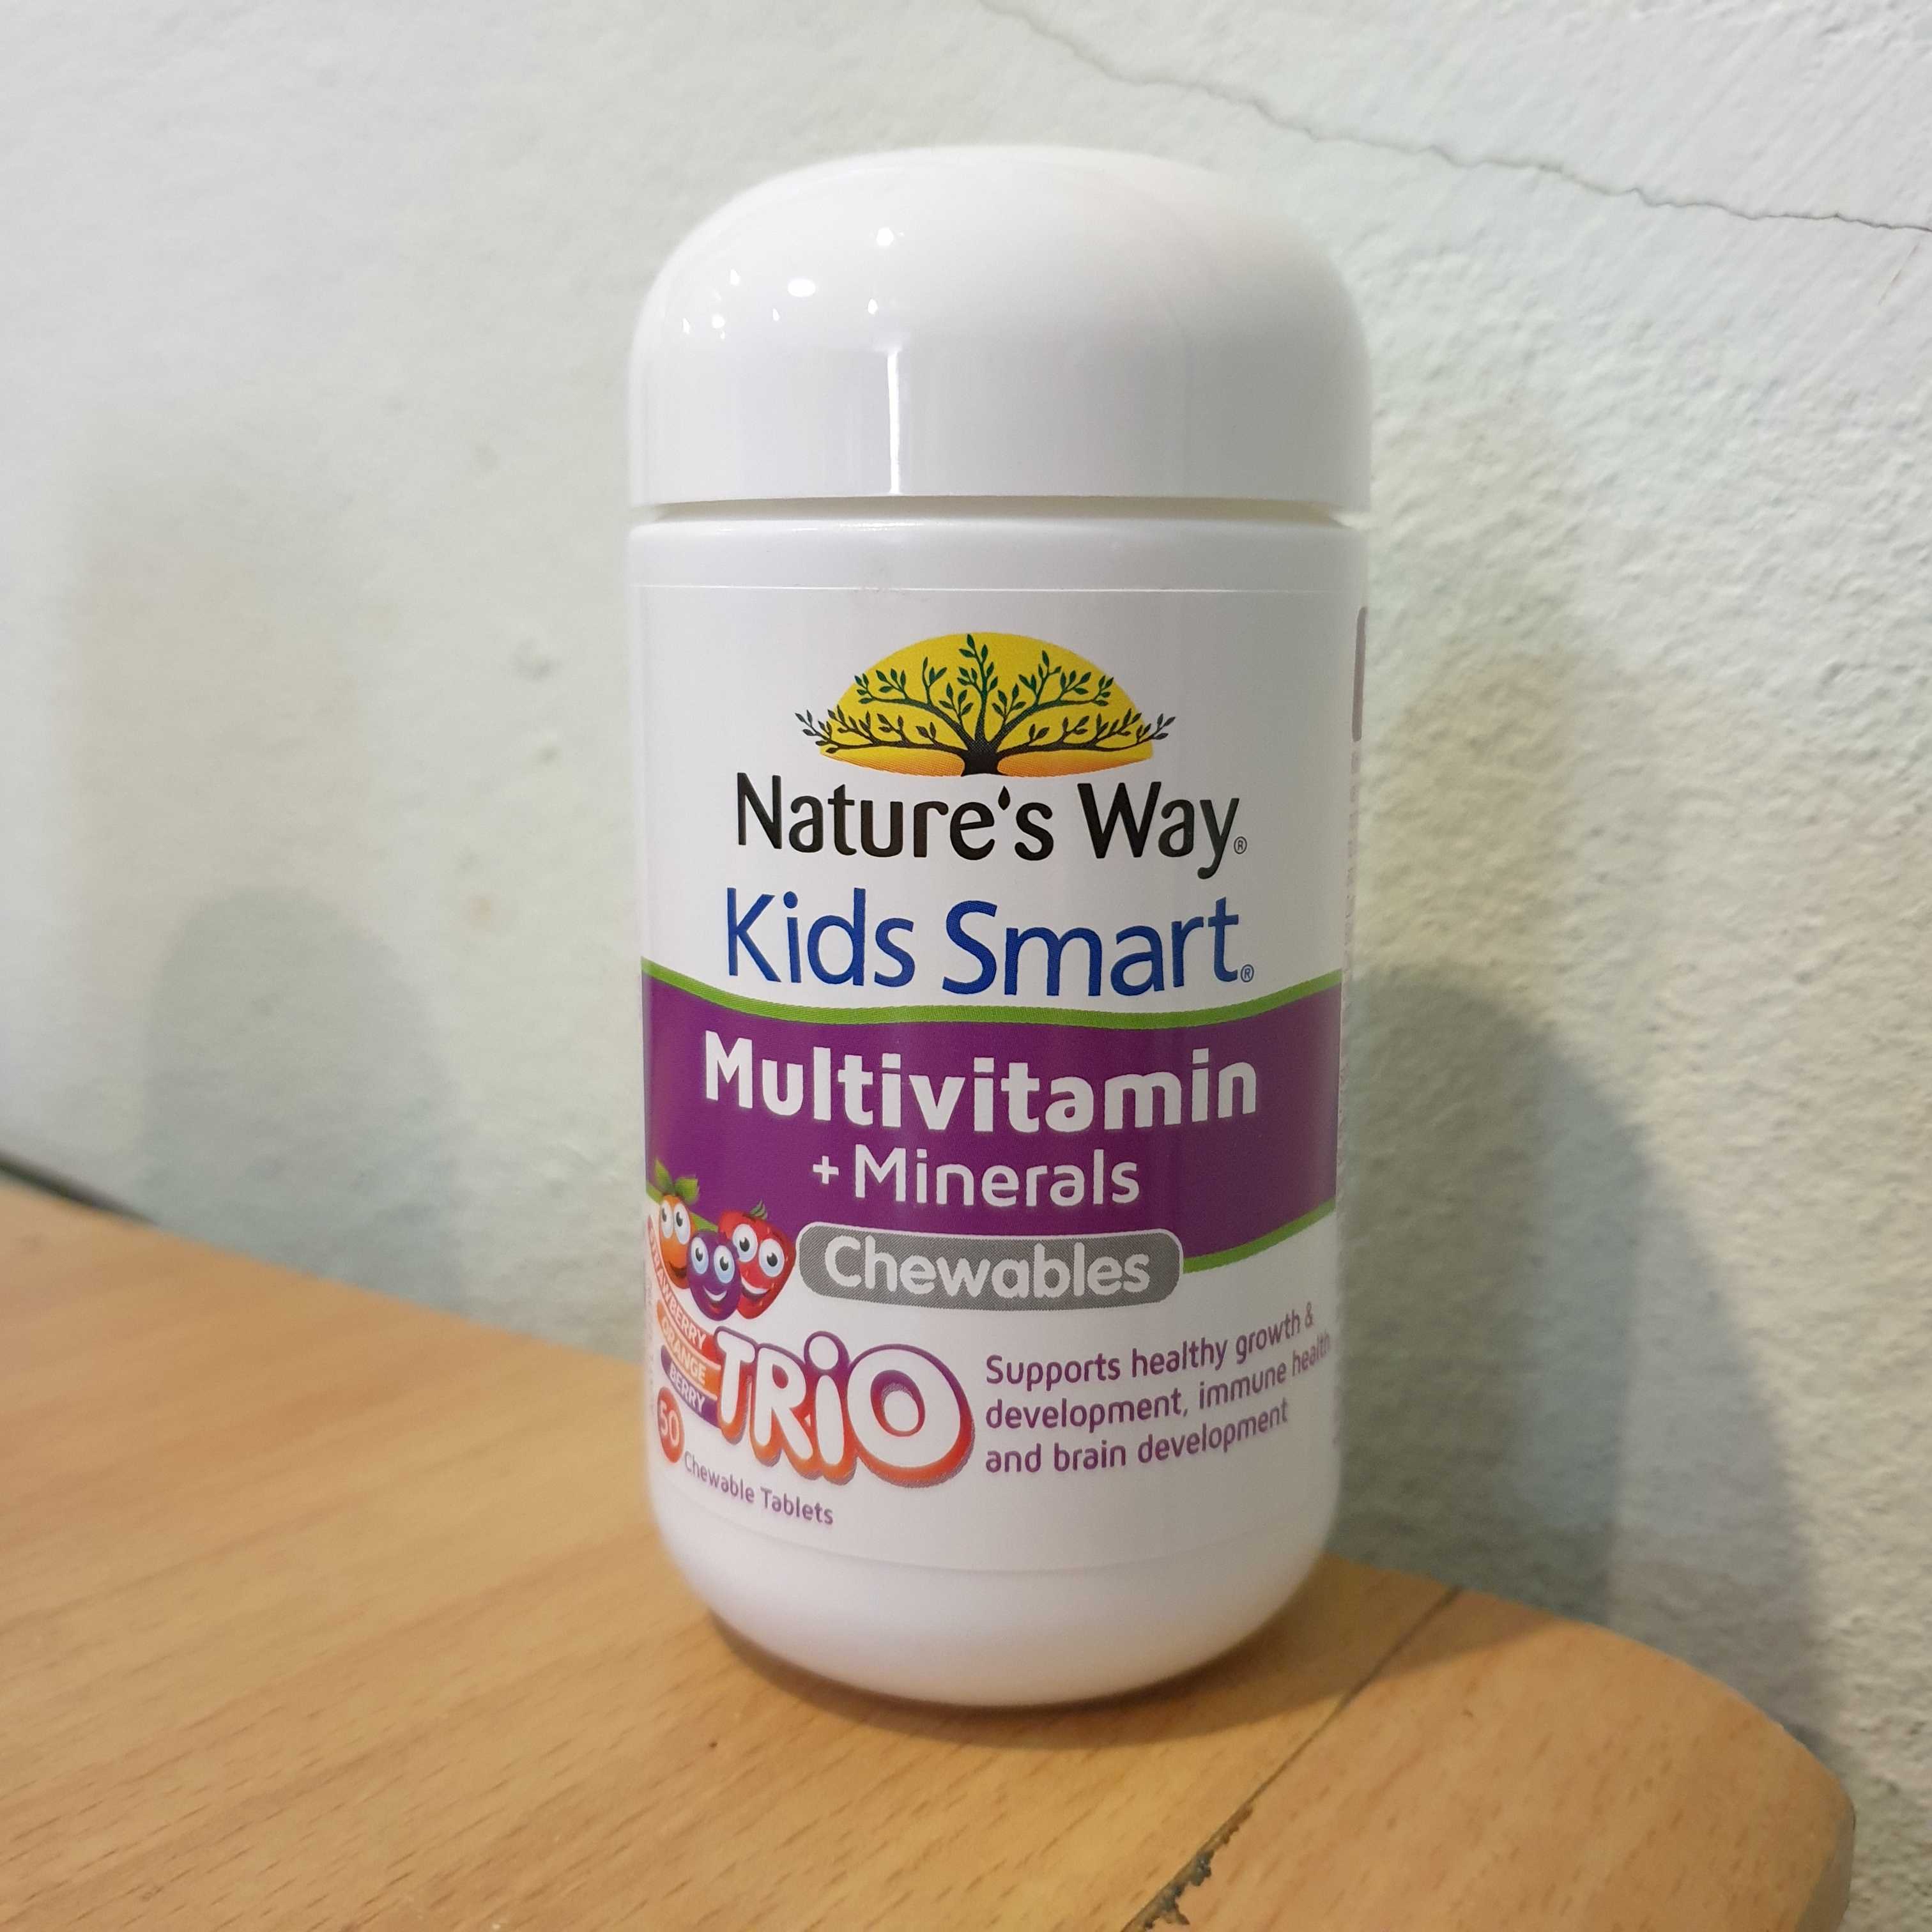 Nature's Way®
Kids Smart®
Multivitamin
+ Minerals
Chewables
STRAWBERRY
ORANGE
BERRY
TRiO
50
Chewable Tablets
Supports healthy growth &
development, immune health
and brain development